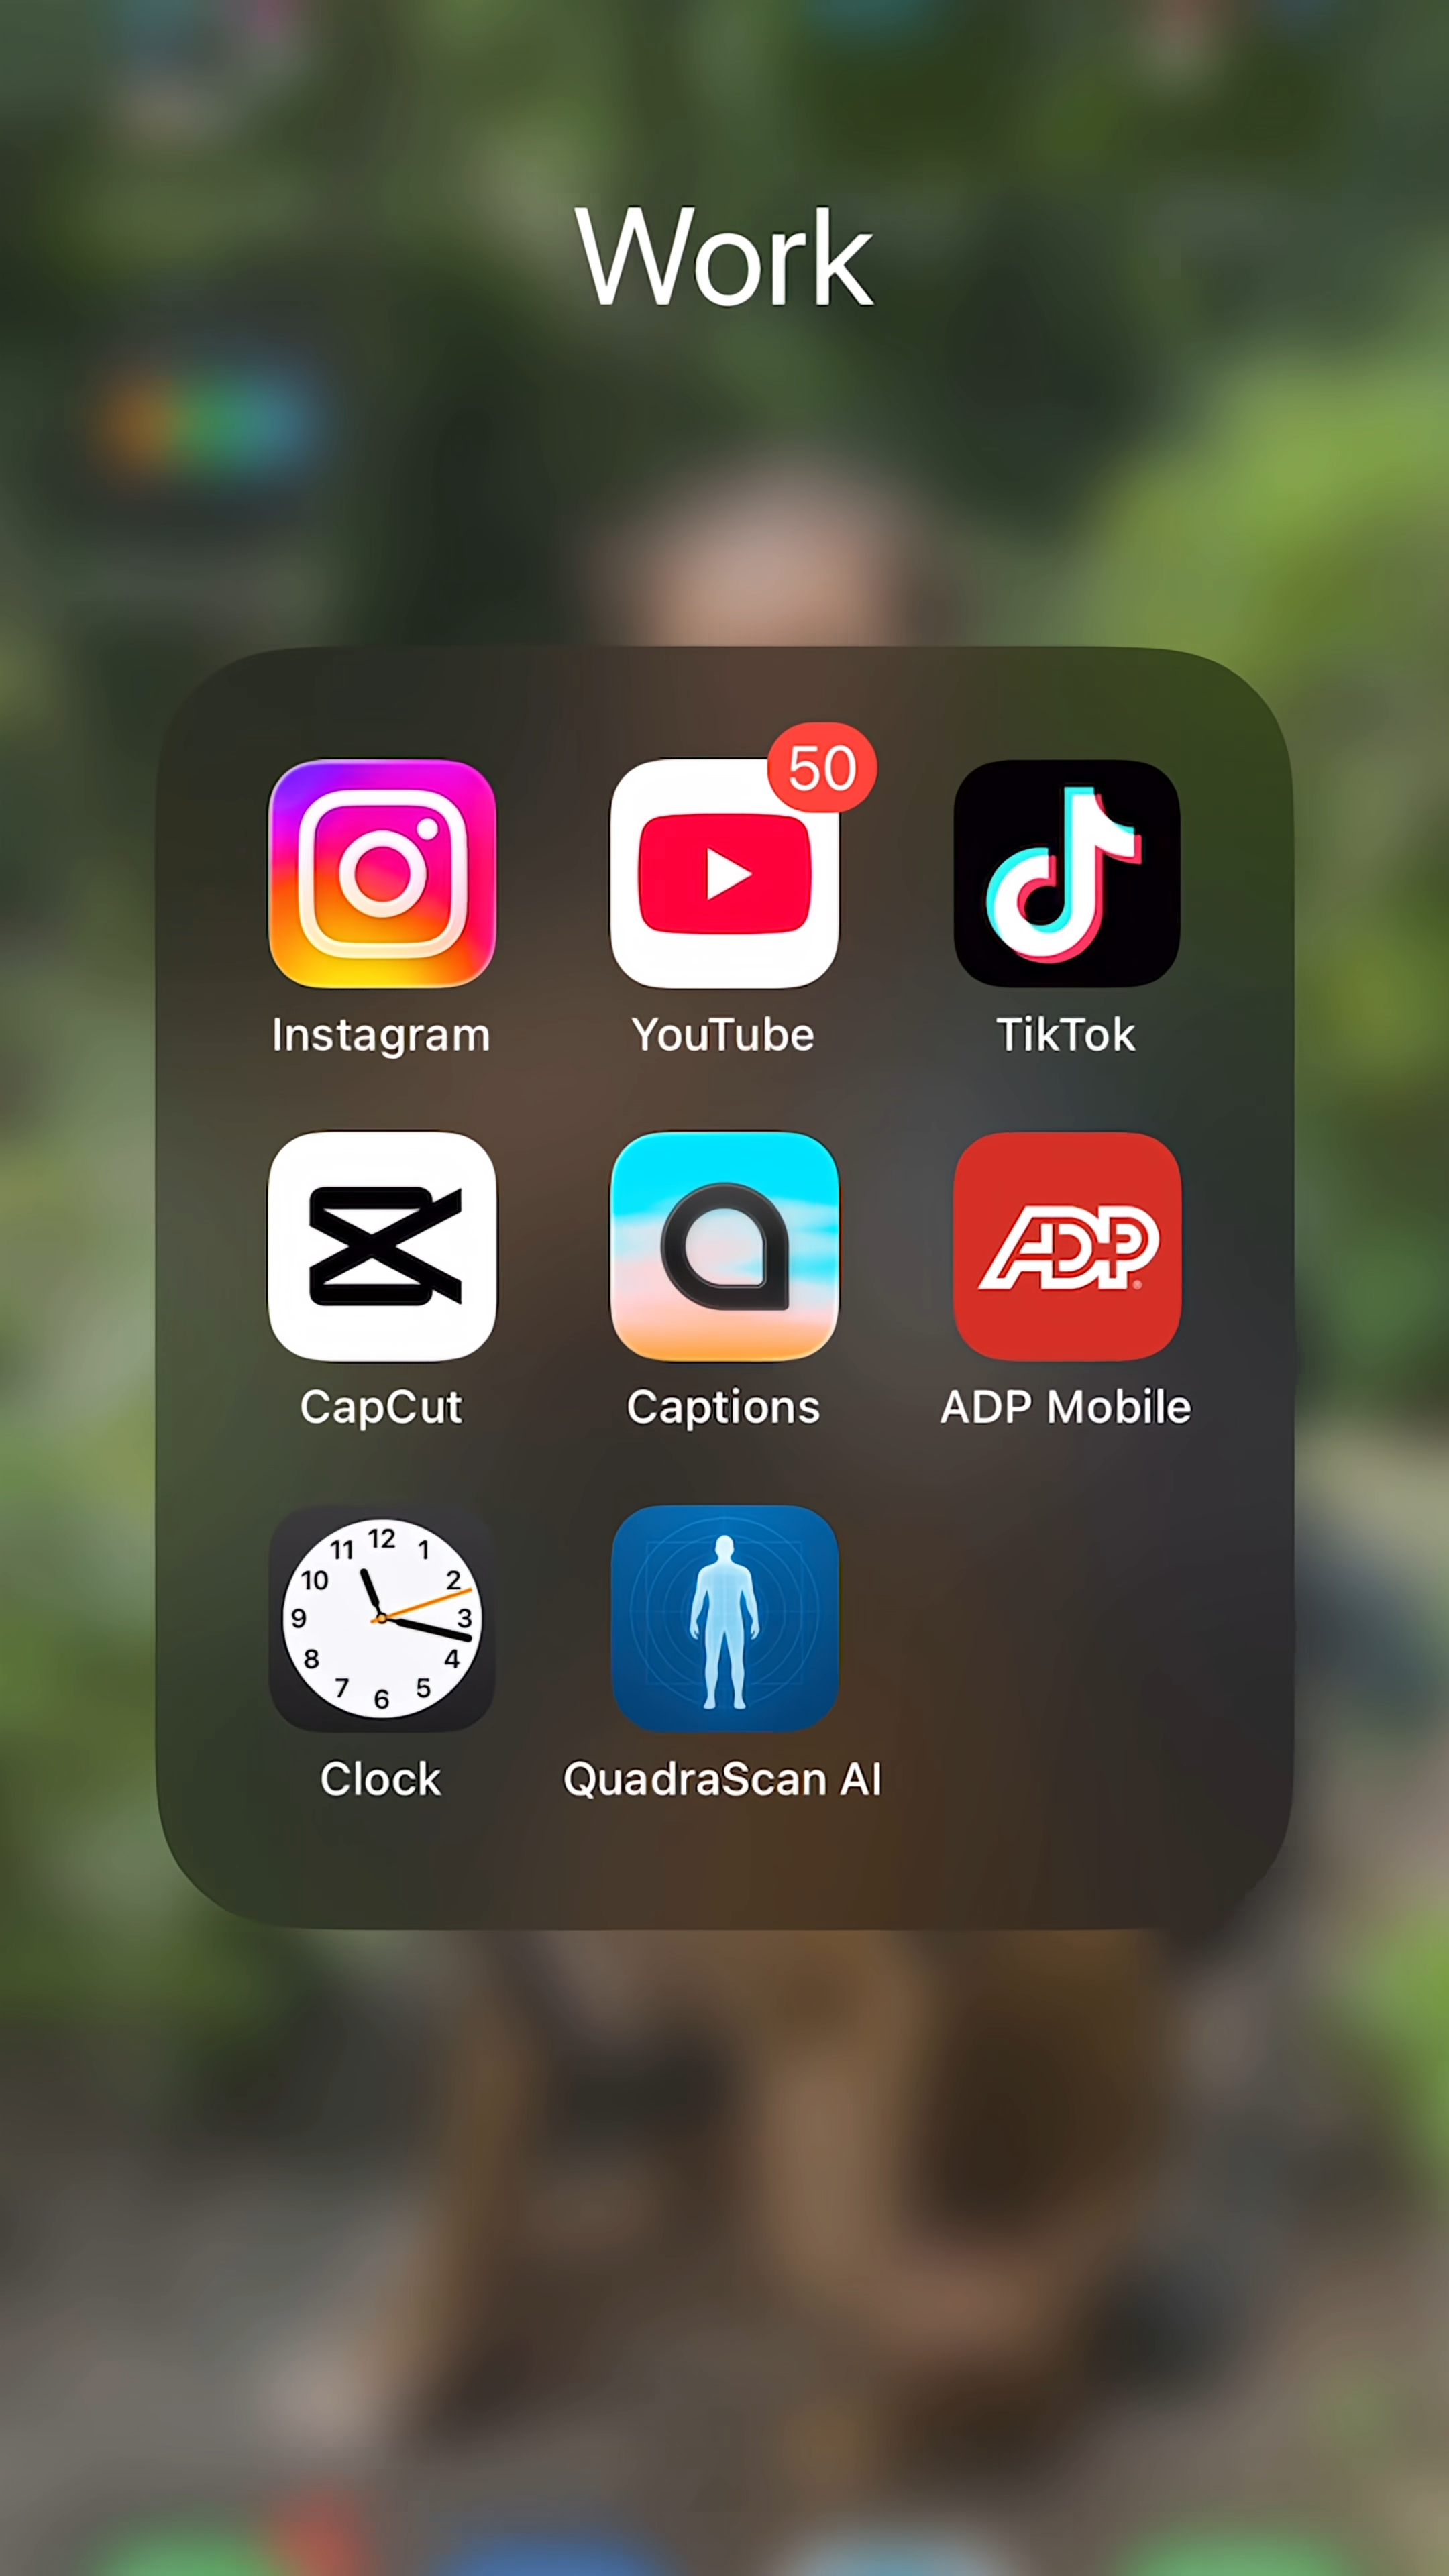 Work
50
Instagram YouTube TikTok
ADP
CapCut Captions ADP Mobile
12
11 1
10 2
9 3
8 4
7 5
6
Clock QuadraScan AI